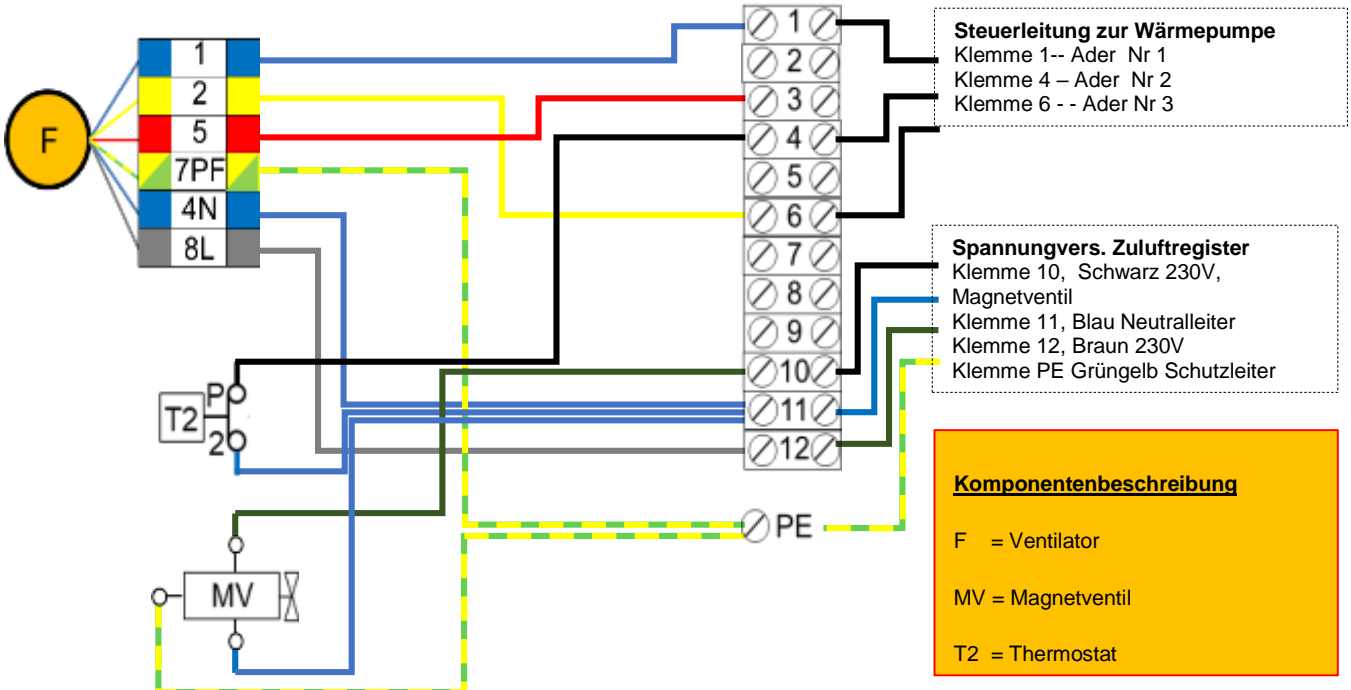 F
1
2
5
7PF
4N
8L
1
2
3
4
5
6
7
8
9
10
11
12
PE
P
T2
2
MV
Steuerleitung zur Wärmepumpe
Klemme 1-- Ader Nr 1
Klemme 4 – Ader Nr 2
Klemme 6 - - Ader Nr 3
Spannungvers. Zuluftregister
Klemme 10, Schwarz 230V,
Magnetventil
Klemme 11, Blau Neutralleiter
Klemme 12, Braun 230V
Klemme PE Grüngelb Schutzleiter
Komponentenbeschreibung
F = Ventilator
MV = Magnetventil
T2 = Thermostat